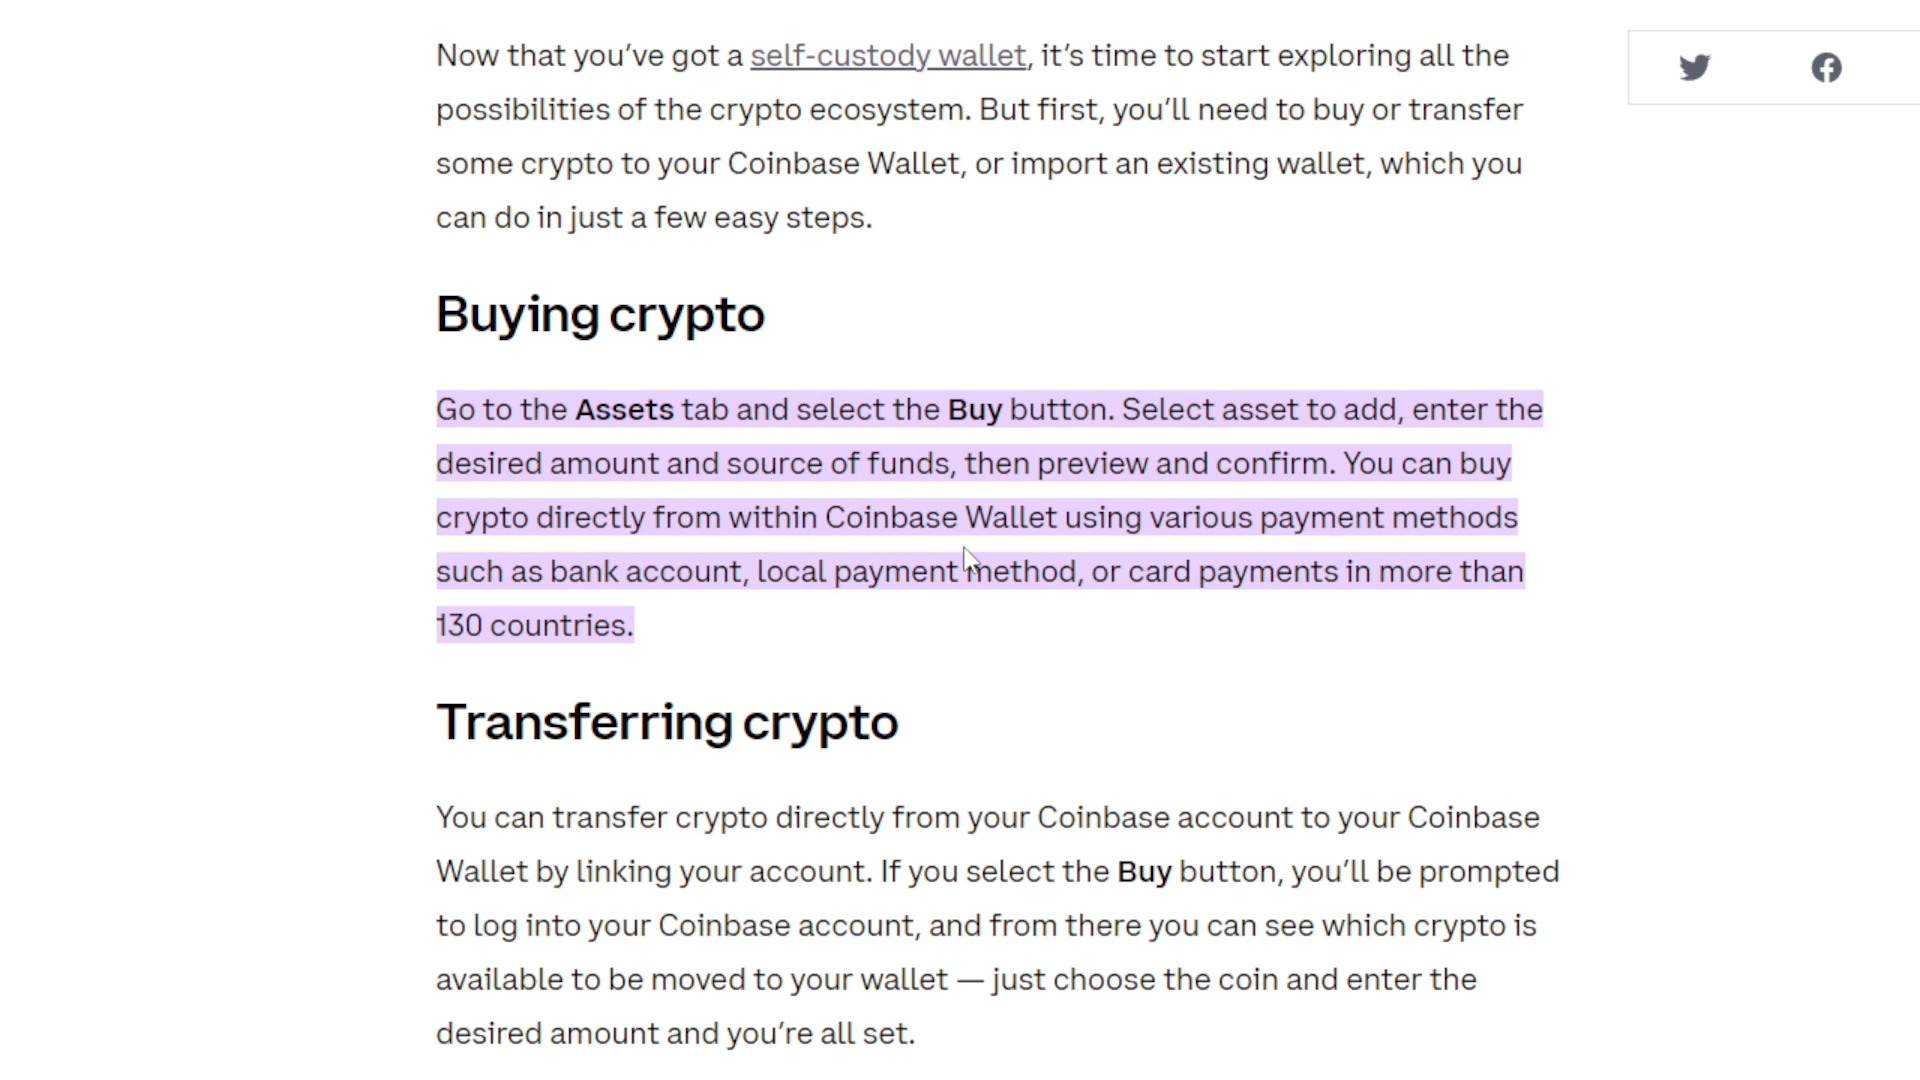 Now that you’ve got a self-custody wallet, it’s time to start exploring all the
possibilities of the crypto ecosystem. But first, you’ll need to buy or transfer
some crypto to your Coinbase Wallet, or import an existing wallet, which you
can do in just a few easy steps.
Buying crypto
Go to the Assets tab and select the Buy button. Select asset to add, enter the
desired amount and source of funds, then preview and confirm. You can buy
crypto directly from within Coinbase Wallet using various payment methods
such as bank account, local payment method, or card payments in more than
130 countries.
Transferring crypto
You can transfer crypto directly from your Coinbase account to your Coinbase
Wallet by linking your account. If you select the Buy button, you’ll be prompted
to log into your Coinbase account, and from there you can see which crypto is
available to be moved to your wallet — just choose the coin and enter the
desired amount and you’re all set.